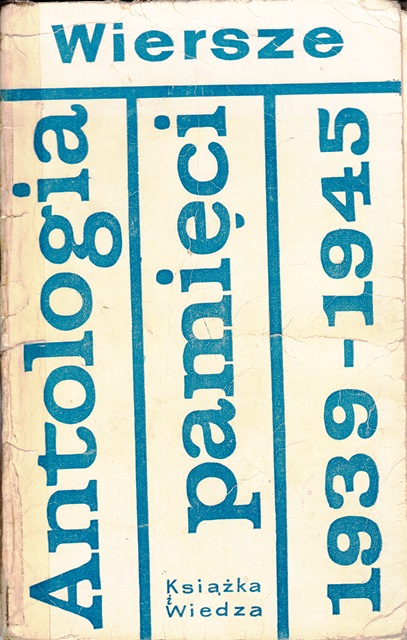 Wiersze
Antologia
pamięci
1939-1945
Książka
i
Wiedza